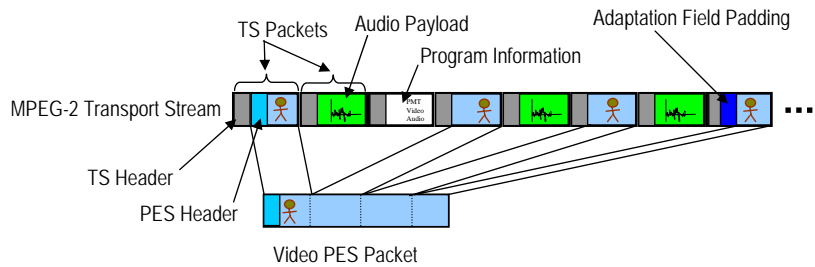 TS Packets
Audio Payload
Adaptation Field Padding
Program Information
MPEG-2 Transport Stream
PMT
Video
Audio
...
TS Header
PES Header
Video PES Packet